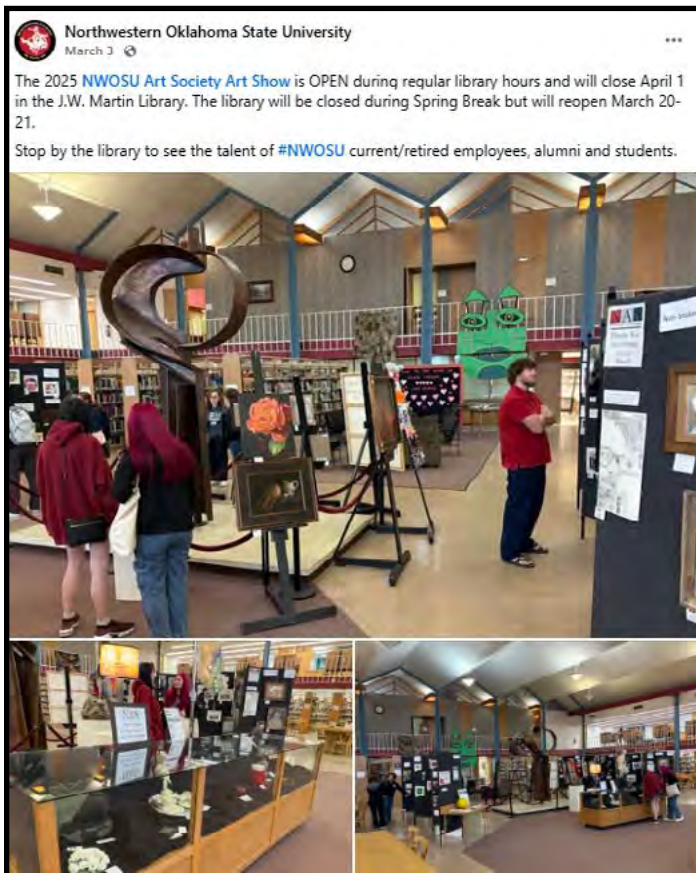 Northwestern Oklahoma State University
March 3
The 2025 NWOSU Art Society Art Show is OPEN during regular library hours and will close April 1
in the J.W. Martin Library. The library will be closed during Spring Break but will reopen March 20-
21.
Stop by the library to see the talent of #NWOSU current/retired employees, alumni and students.
NAS